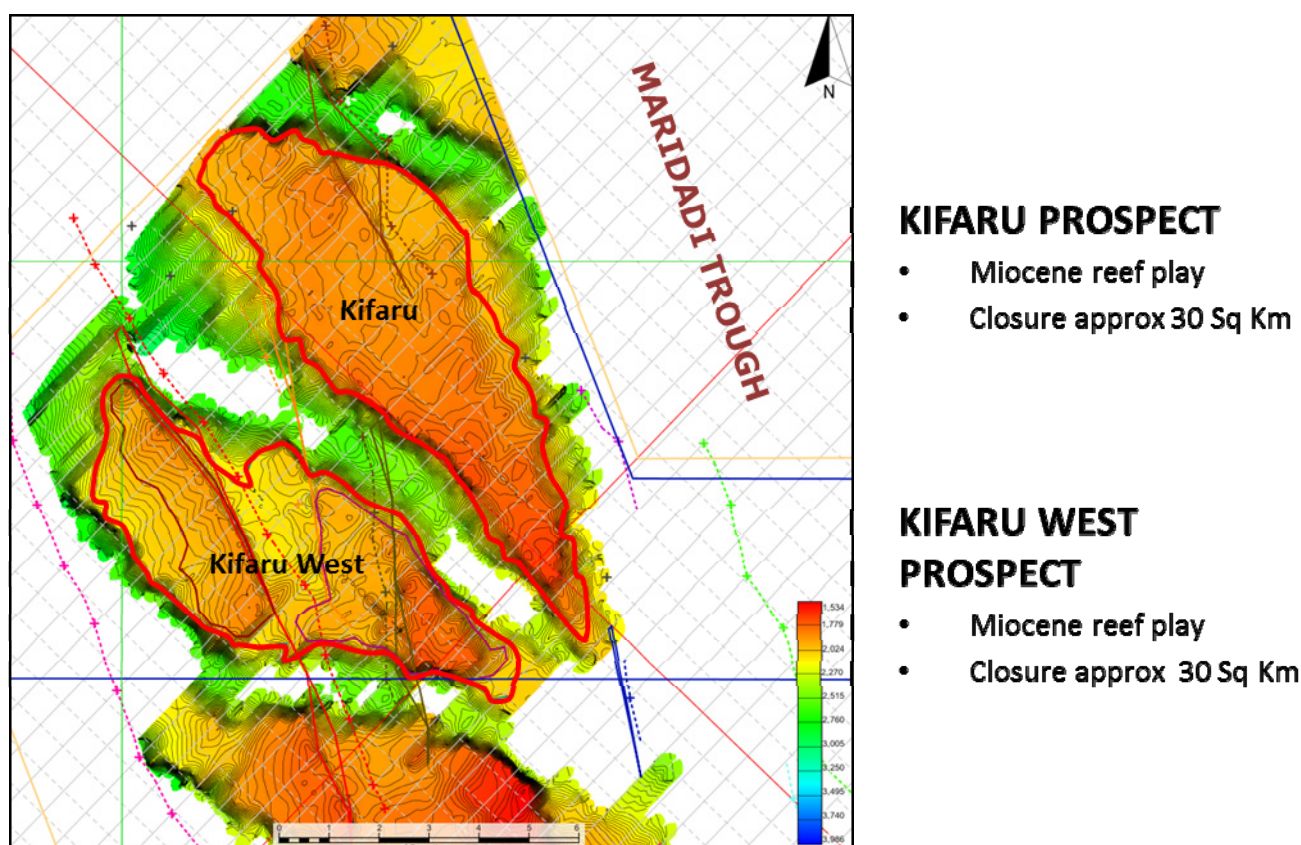 N
MARIDADI TROUGH
Kifaru
Kifaru West
1,534
1,779
2,024
2,270
2,515
2,760
3,005
3,250
3,495
3,740
3,986
0 1 2 3 4 5 6
KIFARU PROSPECT
• Miocene reef play
• Closure approx 30 Sq Km
KIFARU WEST
PROSPECT
• Miocene reef play
• Closure approx 30 Sq Km